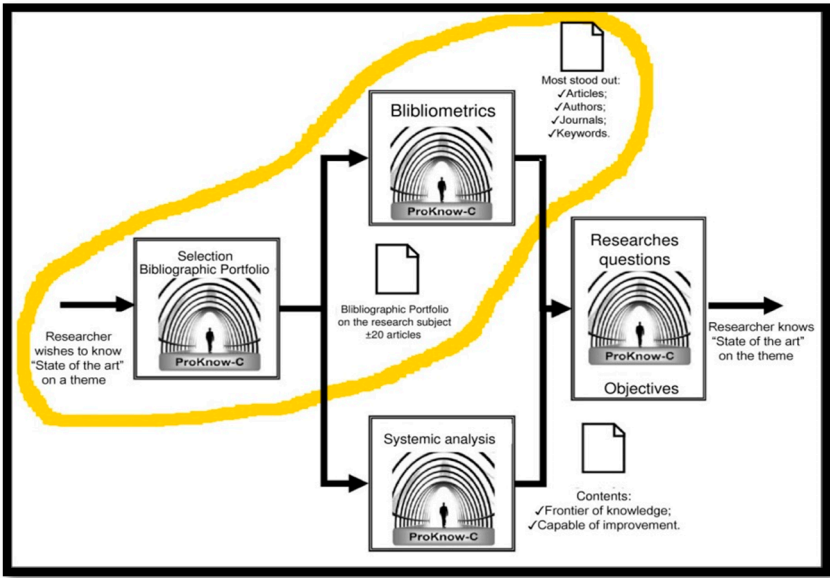 Most stood out:
✓Articles;
✓Authors;
✓Journals;
✓Keywords.
Blibliometrics
ProKnow-C
Selection
Bibliographic Portfolio
ProKnow-C
Researcher
wishes to know
“State of the art”
on a theme
Blibliographic Portfolio
on the research subject
±20 articles
Researches
questions
ProKnow-C
Objectives
Researcher knows
“State of the art”
on the theme
Systemic analysis
ProKnow-C
Contents:
✓Frontier of knowledge;
✓Capable of improvement.